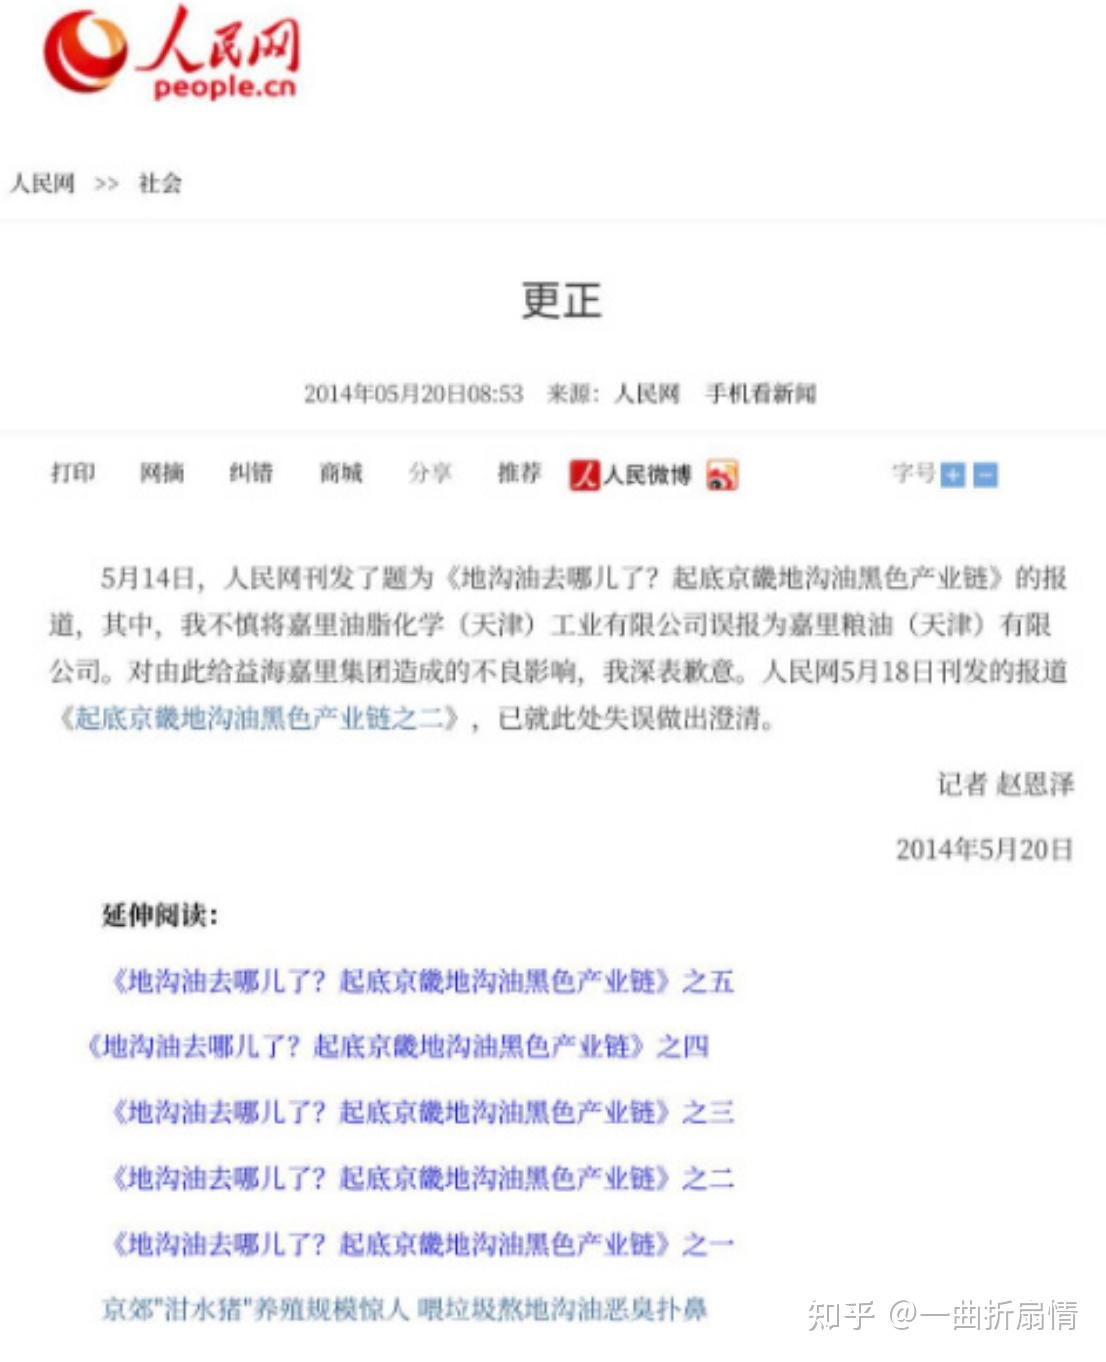 人民网
people.cn
人民网 >> 社会
更正
2014年05月20日08:53 来源：人民网 手机看新闻
打印 网摘 纠错 商城 分享 推荐 人民微博 字号 + −
5月14日，人民网刊发了题为《地沟油去哪儿了？起底京畿地沟油黑色产业链》的报
道，其中，我不慎将嘉里油脂化学（天津）工业有限公司误报为嘉里粮油（天津）有限
公司。对由此给益海嘉里集团造成的不良影响，我深表歉意。人民网5月18日刊发的报道
《起底京畿地沟油黑色产业链之二》，已就此处失误做出澄清。
记者 赵恩泽
2014年5月20日
延伸阅读：
《地沟油去哪儿了？起底京畿地沟油黑色产业链》之五
《地沟油去哪儿了？起底京畿地沟油黑色产业链》之四
《地沟油去哪儿了？起底京畿地沟油黑色产业链》之三
《地沟油去哪儿了？起底京畿地沟油黑色产业链》之二
《地沟油去哪儿了？起底京畿地沟油黑色产业链》之一
京郊"泔水猪"养殖规模惊人 喂垃圾熬地沟油恶臭扑鼻
知乎 @一曲折扇情